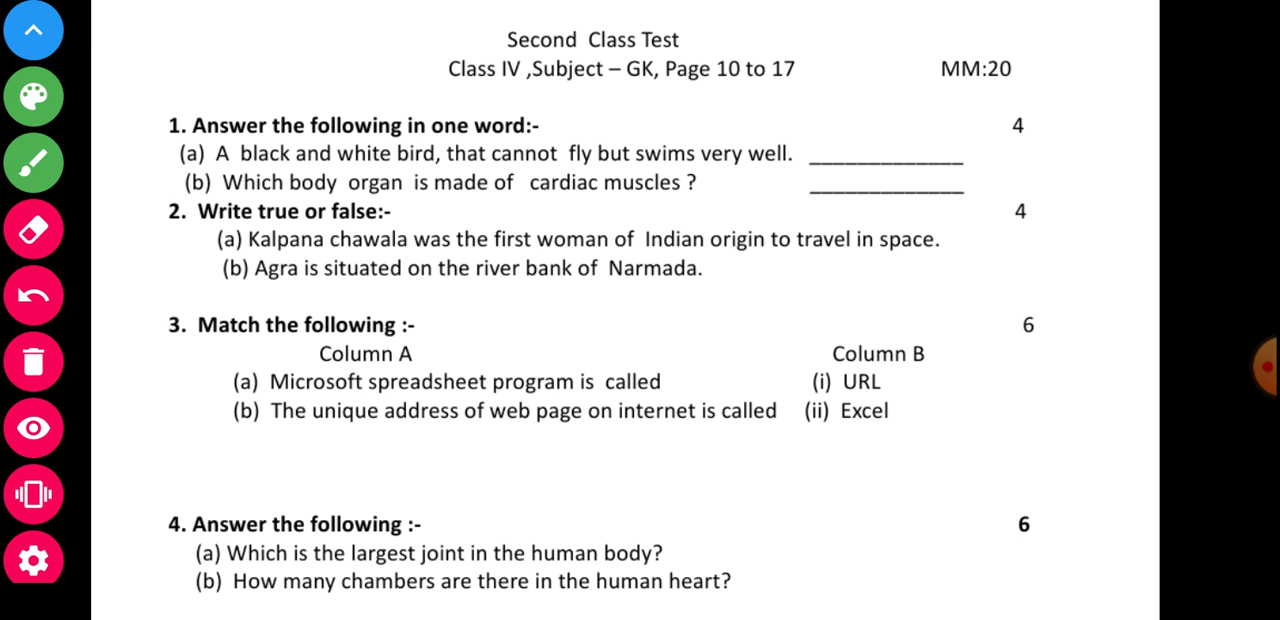 Second Class Test
Class IV ,Subject – GK, Page 10 to 17 MM:20
1. Answer the following in one word:- 4
(a) A black and white bird, that cannot fly but swims very well. ______________
(b) Which body organ is made of cardiac muscles ? ______________
2. Write true or false:- 4
(a) Kalpana chawala was the first woman of Indian origin to travel in space.
(b) Agra is situated on the river bank of Narmada.
3. Match the following :- 6
Column A Column B
(a) Microsoft spreadsheet program is called (i) URL
(b) The unique address of web page on internet is called (ii) Excel
4. Answer the following :- 6
(a) Which is the largest joint in the human body?
(b) How many chambers are there in the human heart?